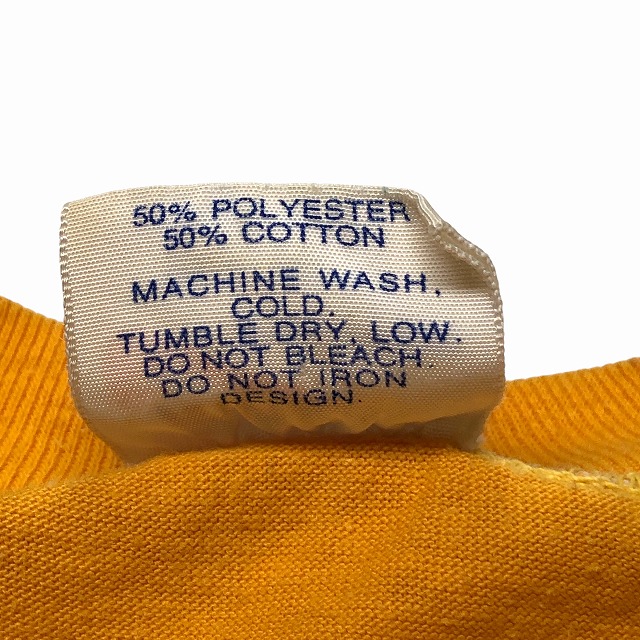 50% POLYESTER
50% COTTON
MACHINE WASH,
COLD.
TUMBLE DRY, LOW.
DO NOT BLEACH.
DO NOT IRON
DESIGN.